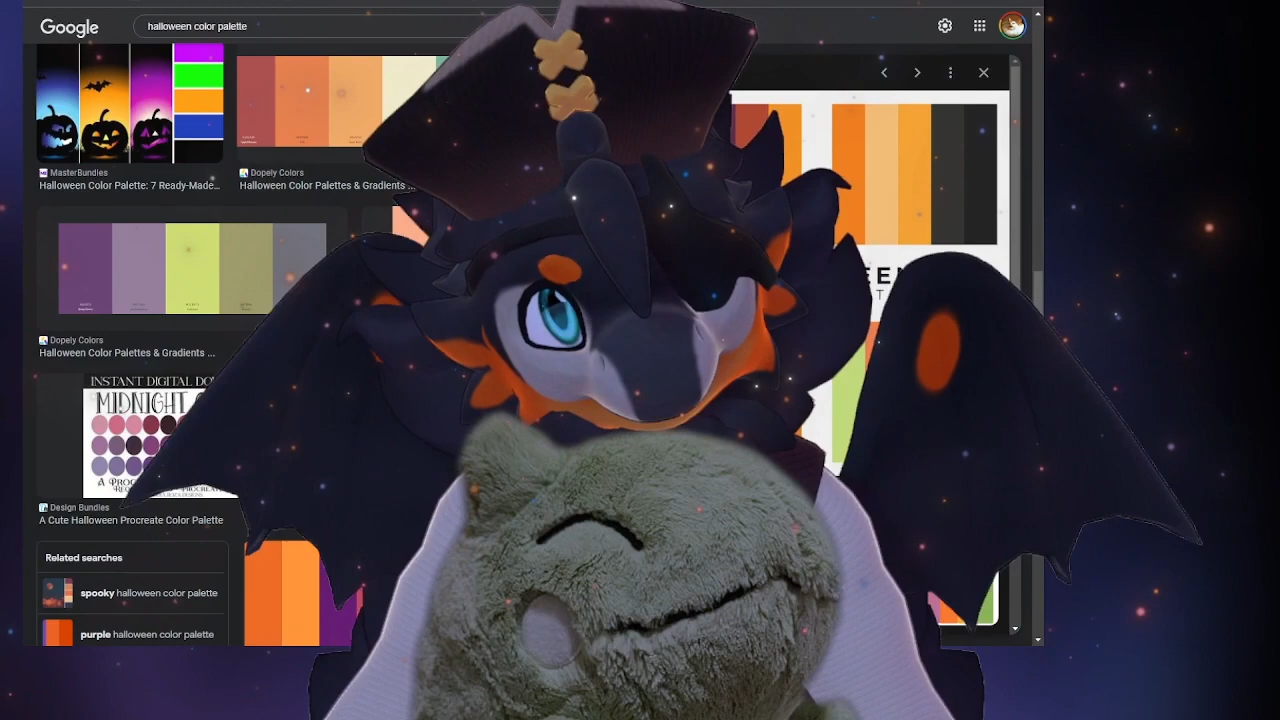 Google
halloween color palette
MasterBundles
Halloween Color Palette: 7 Ready-Made...
Dopely Colors
Halloween Color Palettes & Gradients ...
Dopely Colors
Halloween Color Palettes & Gradients ...
INSTANT DIGITAL
MIDNIGHT
Design Bundles
A Cute Halloween Procreate Color Palette
Related searches
spooky halloween color palette
purple halloween color palette